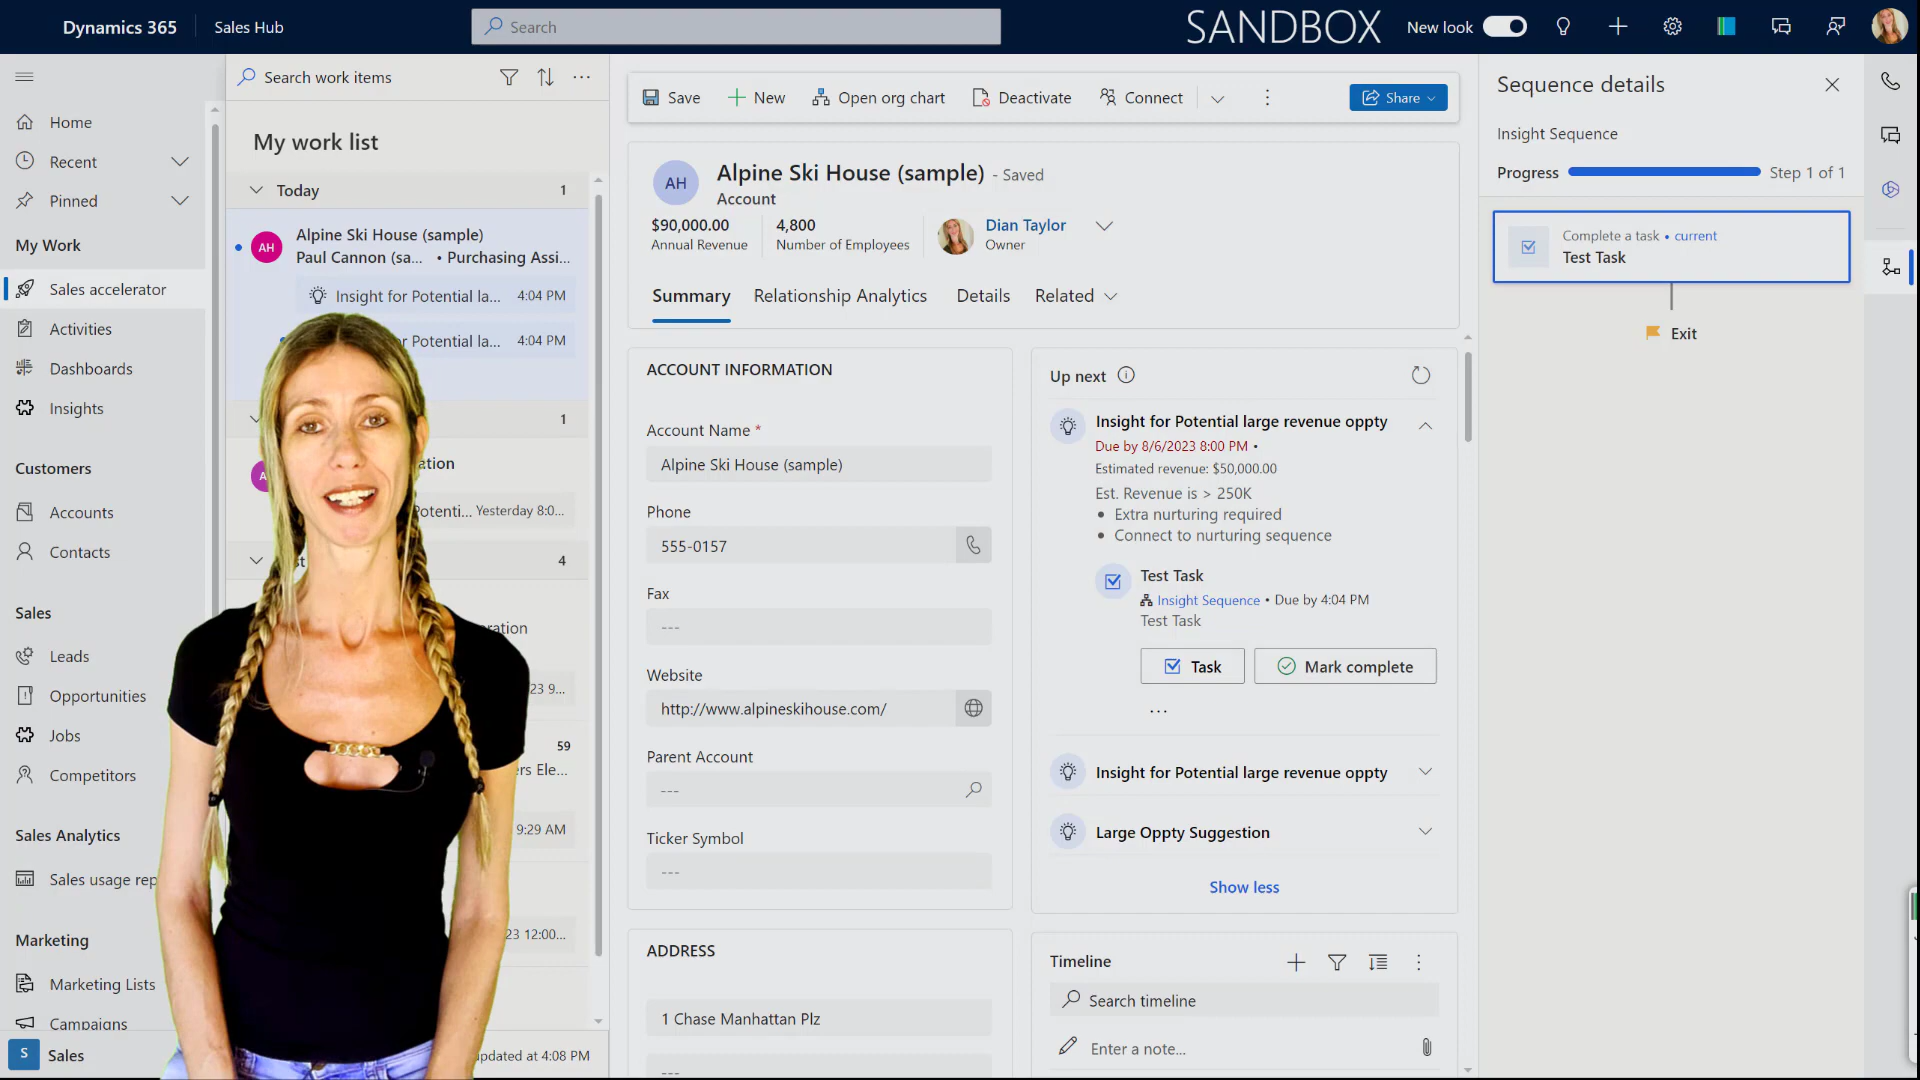 Dynamics 365
Sales Hub
Search
SANDBOX
New look
Home
Recent
Pinned
My Work
Sales accelerator
Activities
Dashboards
Insights
Customers
Accounts
Contacts
Sales
Leads
Opportunities
Jobs
Competitors
Sales Analytics
Sales usage rep
Marketing
Marketing Lists
Campaigns
S Sales
Search work items
My work list
Today 1
AH Alpine Ski House (sample)
Paul Cannon (sa... • Purchasing Assi...
Insight for Potential la... 4:04 PM
r Potential la... 4:04 PM
1
ation
Potenti... Yesterday 8:0...
4
ration
23 9...
59
rs Ele...
9:29 AM
23 12:00...
updated at 4:08 PM
Save New Open org chart Deactivate Connect Share
AH Alpine Ski House (sample) - Saved
Account
$90,000.00
Annual Revenue
4,800
Number of Employees
Dian Taylor
Owner
Summary Relationship Analytics Details Related
ACCOUNT INFORMATION
Account Name *
Alpine Ski House (sample)
Phone
555-0157
Fax
---
Website
http://www.alpineskihouse.com/
Parent Account
---
Ticker Symbol
---
ADDRESS
1 Chase Manhattan Plz
---
Up next
Insight for Potential large revenue oppty
Due by 8/6/2023 8:00 PM •
Estimated revenue: $50,000.00
Est. Revenue is > 250K
• Extra nurturing required
• Connect to nurturing sequence
Test Task
Insight Sequence • Due by 4:04 PM
Test Task
Task Mark complete
...
Insight for Potential large revenue oppty
Large Oppty Suggestion
Show less
Timeline
Search timeline
Enter a note...
Sequence details
Insight Sequence
Progress Step 1 of 1
Complete a task • current
Test Task
Exit